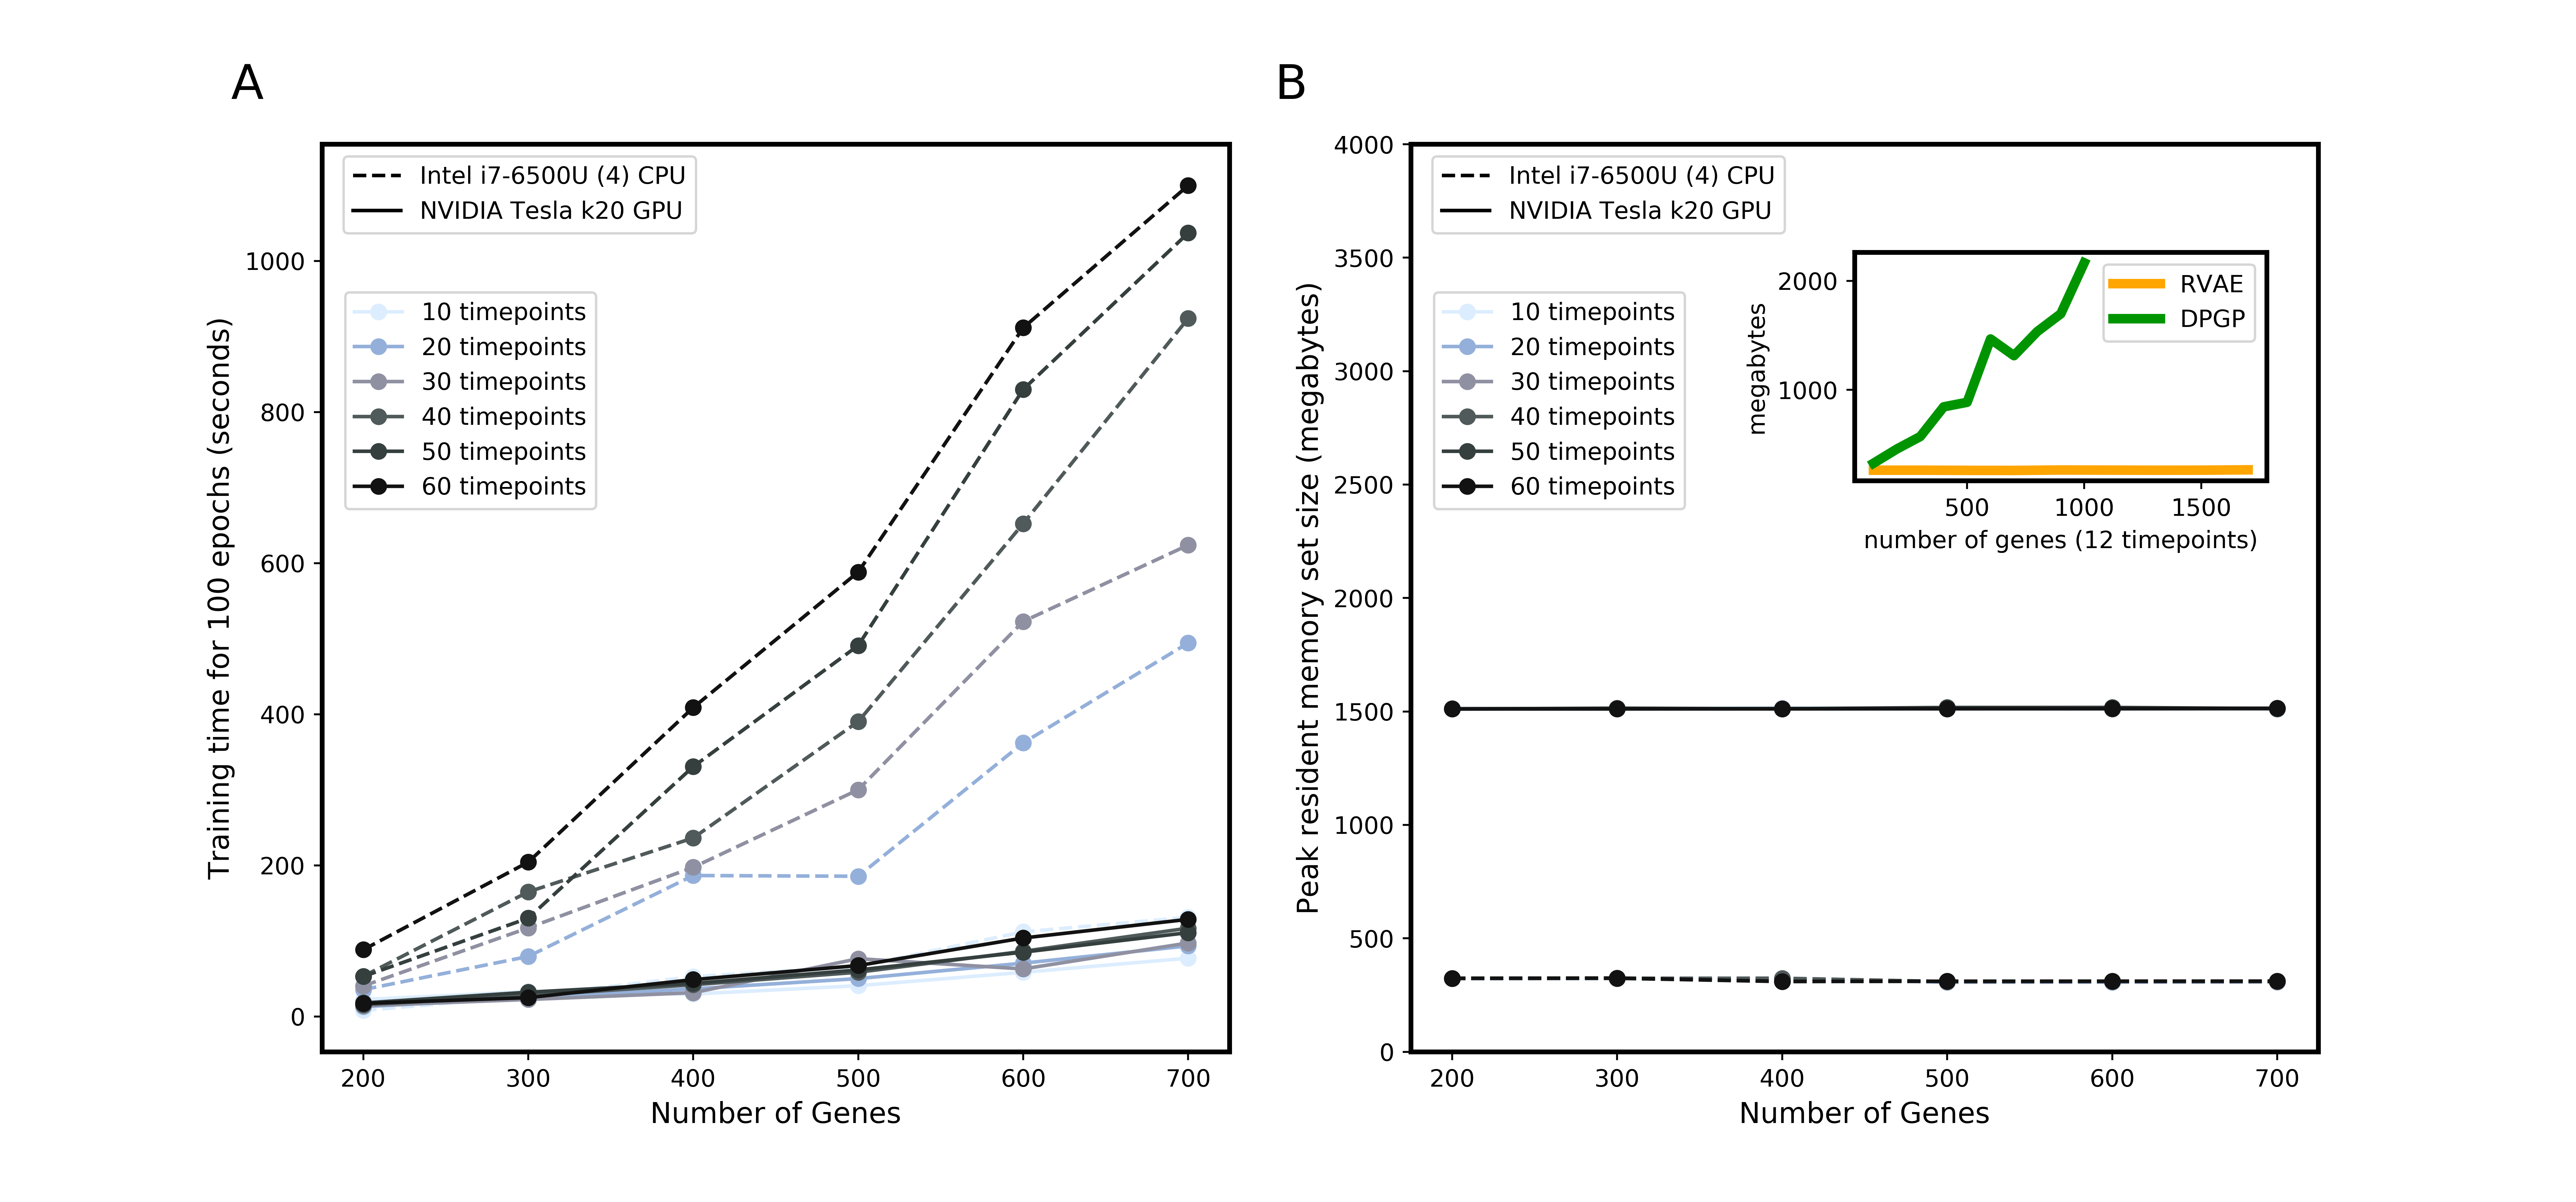 A
Intel i7-6500U (4) CPU
NVIDIA Tesla k20 GPU
10 timepoints
20 timepoints
30 timepoints
40 timepoints
50 timepoints
60 timepoints
Training time for 100 epochs (seconds)
1000
800
600
400
200
0
200 300 400 500 600 700
Number of Genes
B
Intel i7-6500U (4) CPU
NVIDIA Tesla k20 GPU
10 timepoints
20 timepoints
30 timepoints
40 timepoints
50 timepoints
60 timepoints
Peak resident memory set size (megabytes)
4000
3500
3000
2500
2000
1500
1000
500
0
200 300 400 500 600 700
Number of Genes
RVAE
DPGP
megabytes
2000
1000
500 1000 1500
number of genes (12 timepoints)